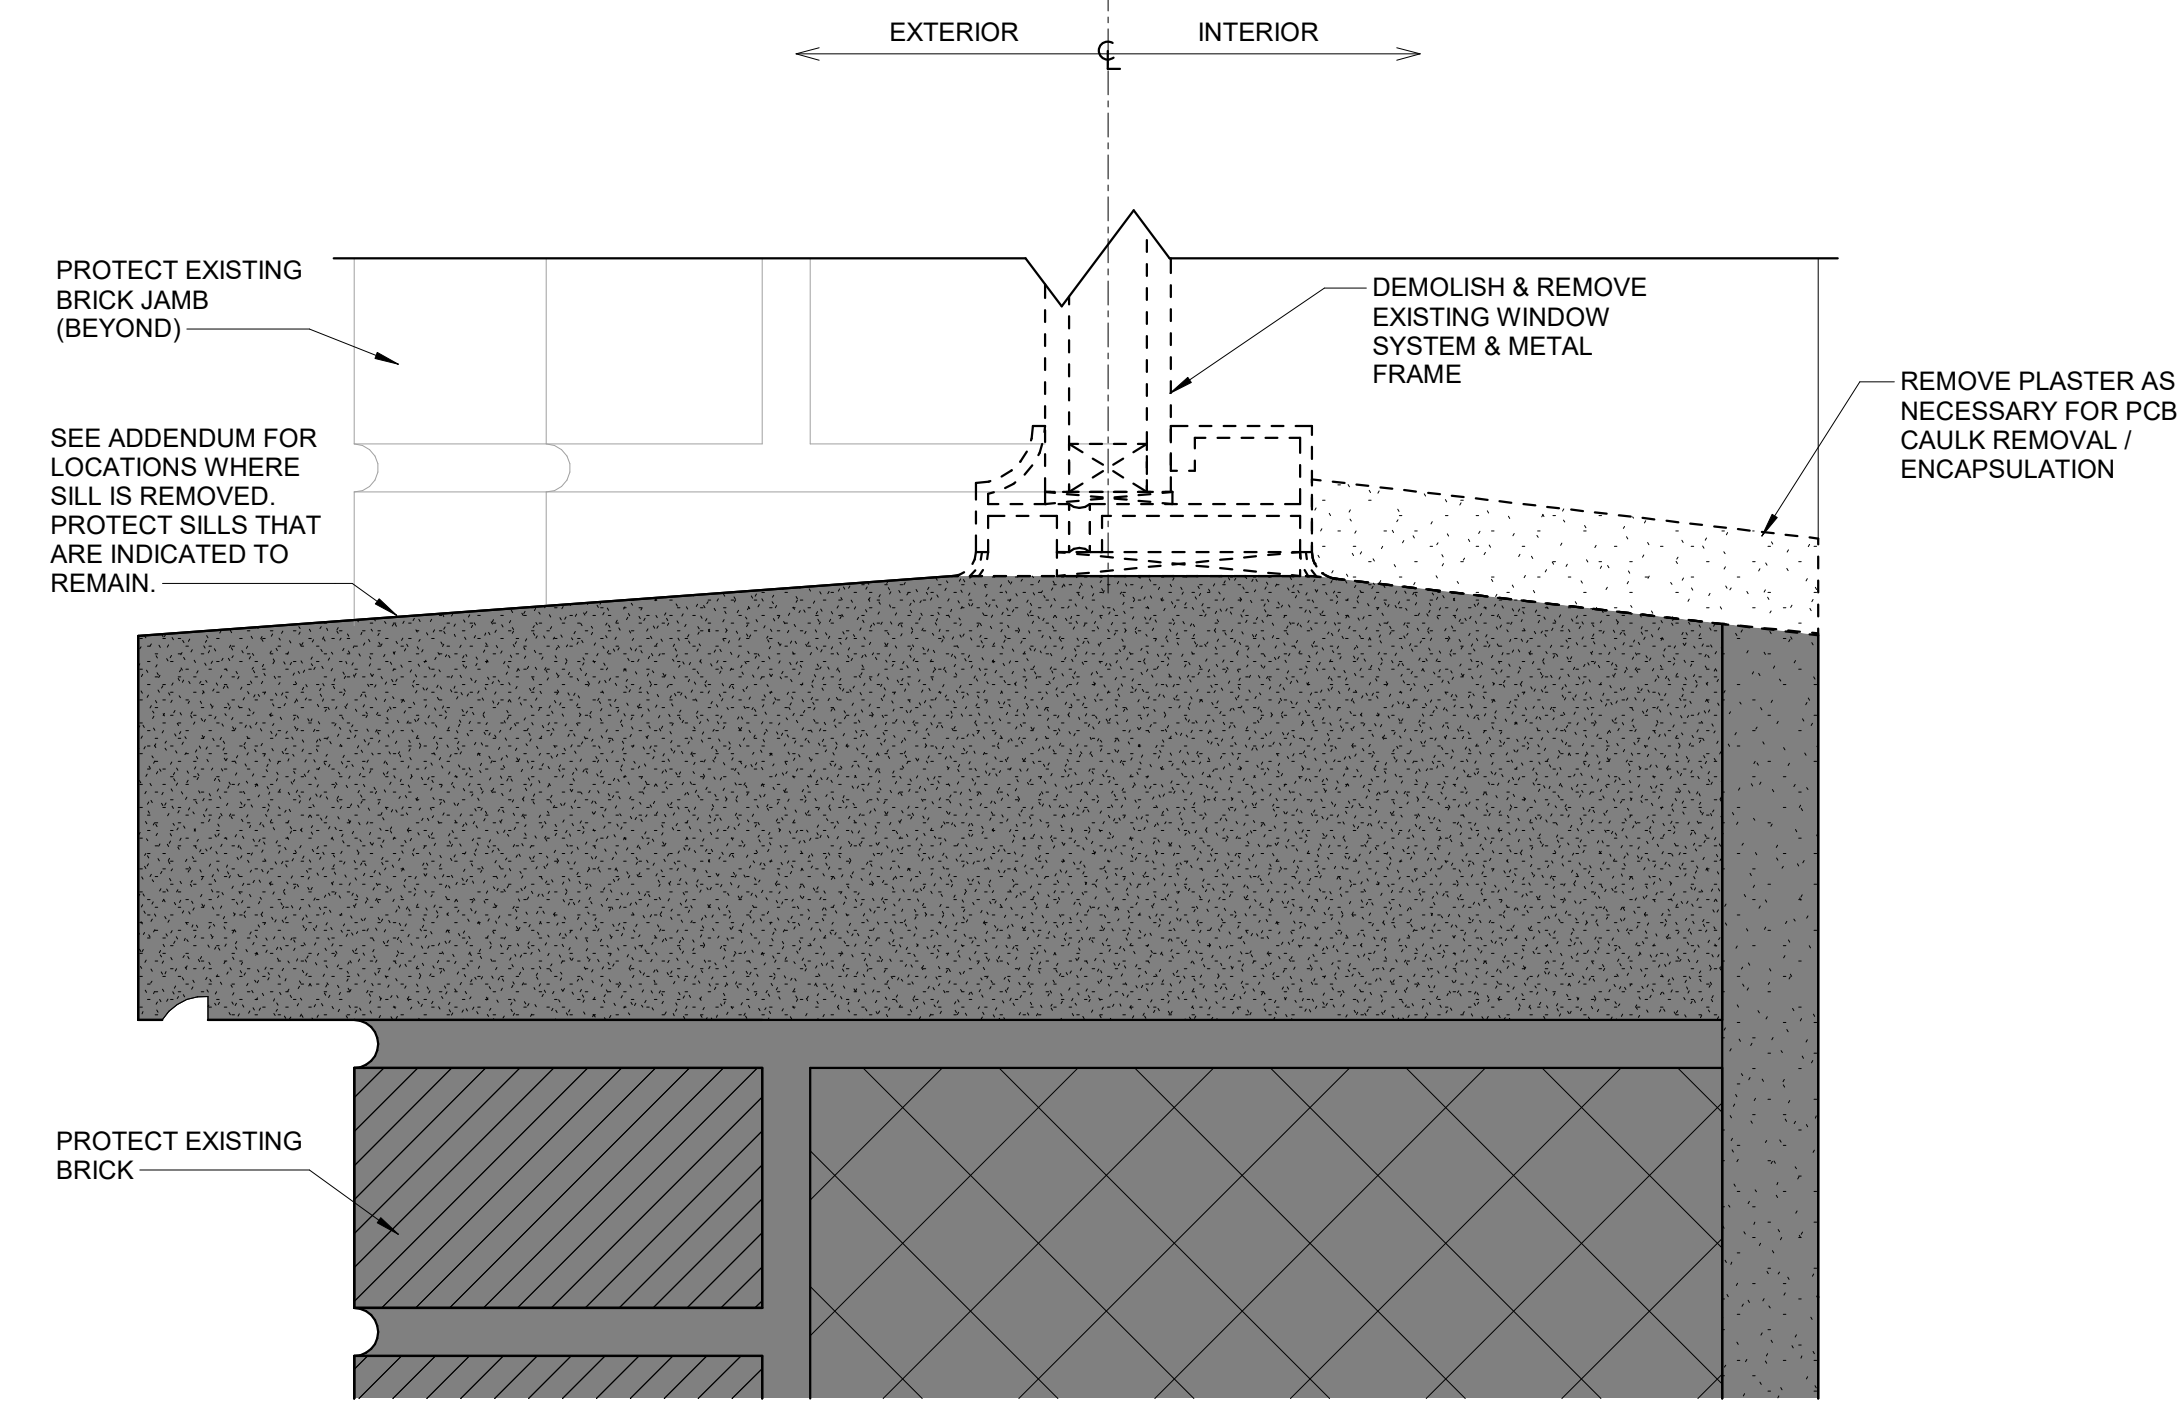 EXTERIOR
℄
INTERIOR
PROTECT EXISTING
BRICK JAMB
(BEYOND)
DEMOLISH & REMOVE
EXISTING WINDOW
SYSTEM & METAL
FRAME
REMOVE PLASTER AS
NECESSARY FOR PCB
CAULK REMOVAL /
ENCAPSULATION
SEE ADDENDUM FOR
LOCATIONS WHERE
SILL IS REMOVED.
PROTECT SILLS THAT
ARE INDICATED TO
REMAIN.
PROTECT EXISTING
BRICK